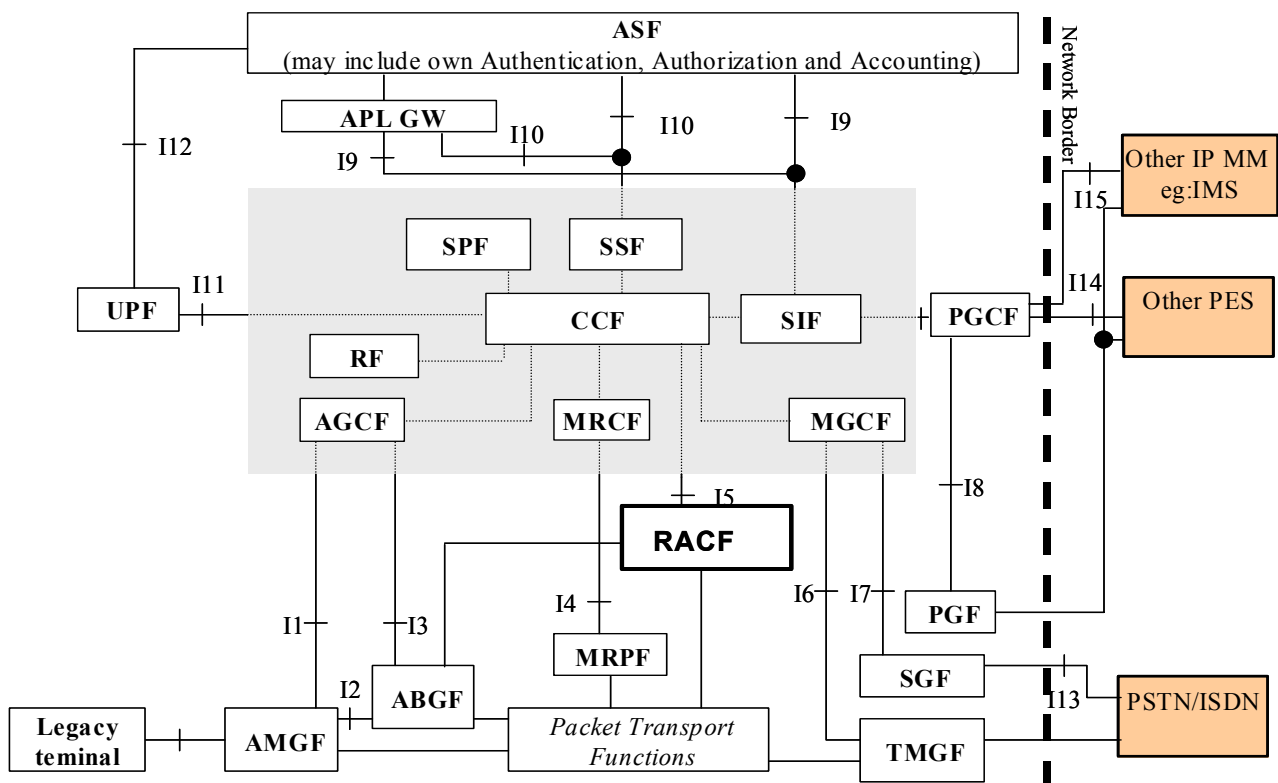 ASF
(may include own Authentication, Authorization and Accounting)
Network Border
APL GW
I10
I10
I9
I9
I12
Other IP MM
eg:IMS
I15
SPF
SSF
I11
I14
UPF
CCF
SIF
PGCF
Other PES
RF
AGCF
MRCF
MGCF
I5
I8
RACF
I4
I6
I7
I1
I3
PGF
MRPF
SGF
I2
ABGF
I13
PSTN/ISDN
Legacy
teminal
AMGF
Packet Transport
Functions
TMGF